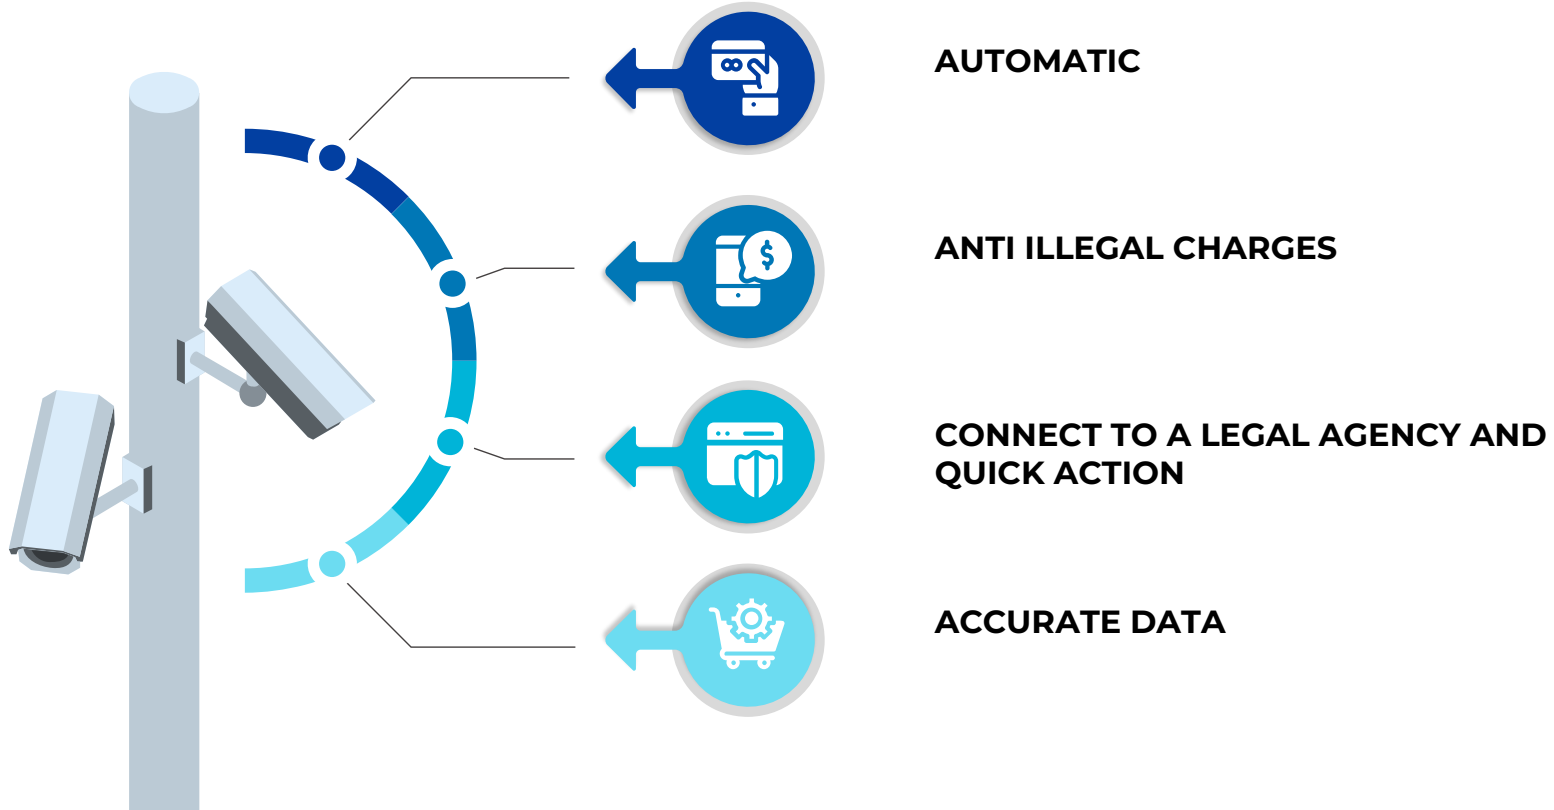 AUTOMATIC
ANTI ILLEGAL CHARGES
CONNECT TO A LEGAL AGENCY AND
QUICK ACTION
ACCURATE DATA